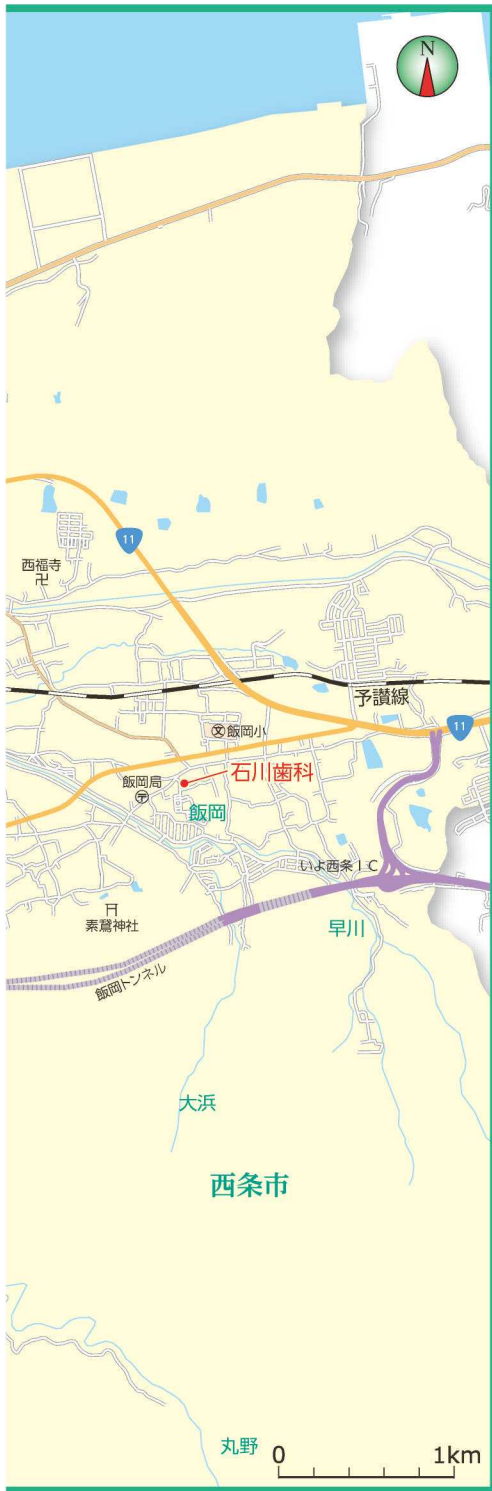 N
11
西福寺
卍
予讃線
11
文 飯岡小
石川歯科
飯岡局
〒
飯岡
いよ西条IC
素鵞神社
早川
飯岡トンネル
大浜
西条市
丸野
0 1km